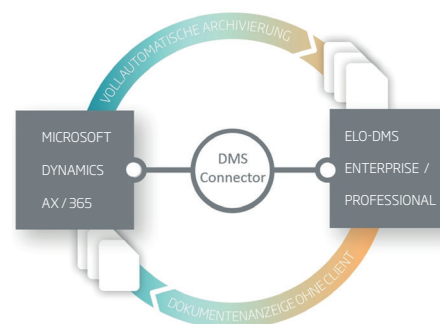 VOLLAUTOMATISCHE ARCHIVIERUNG
MICROSOFT
DYNAMICS
AX / 365
DMS
Connector
ELO-DMS
ENTERPRISE /
PROFESSIONAL
DOKUMENTENANZEIGE OHNE CLIENT